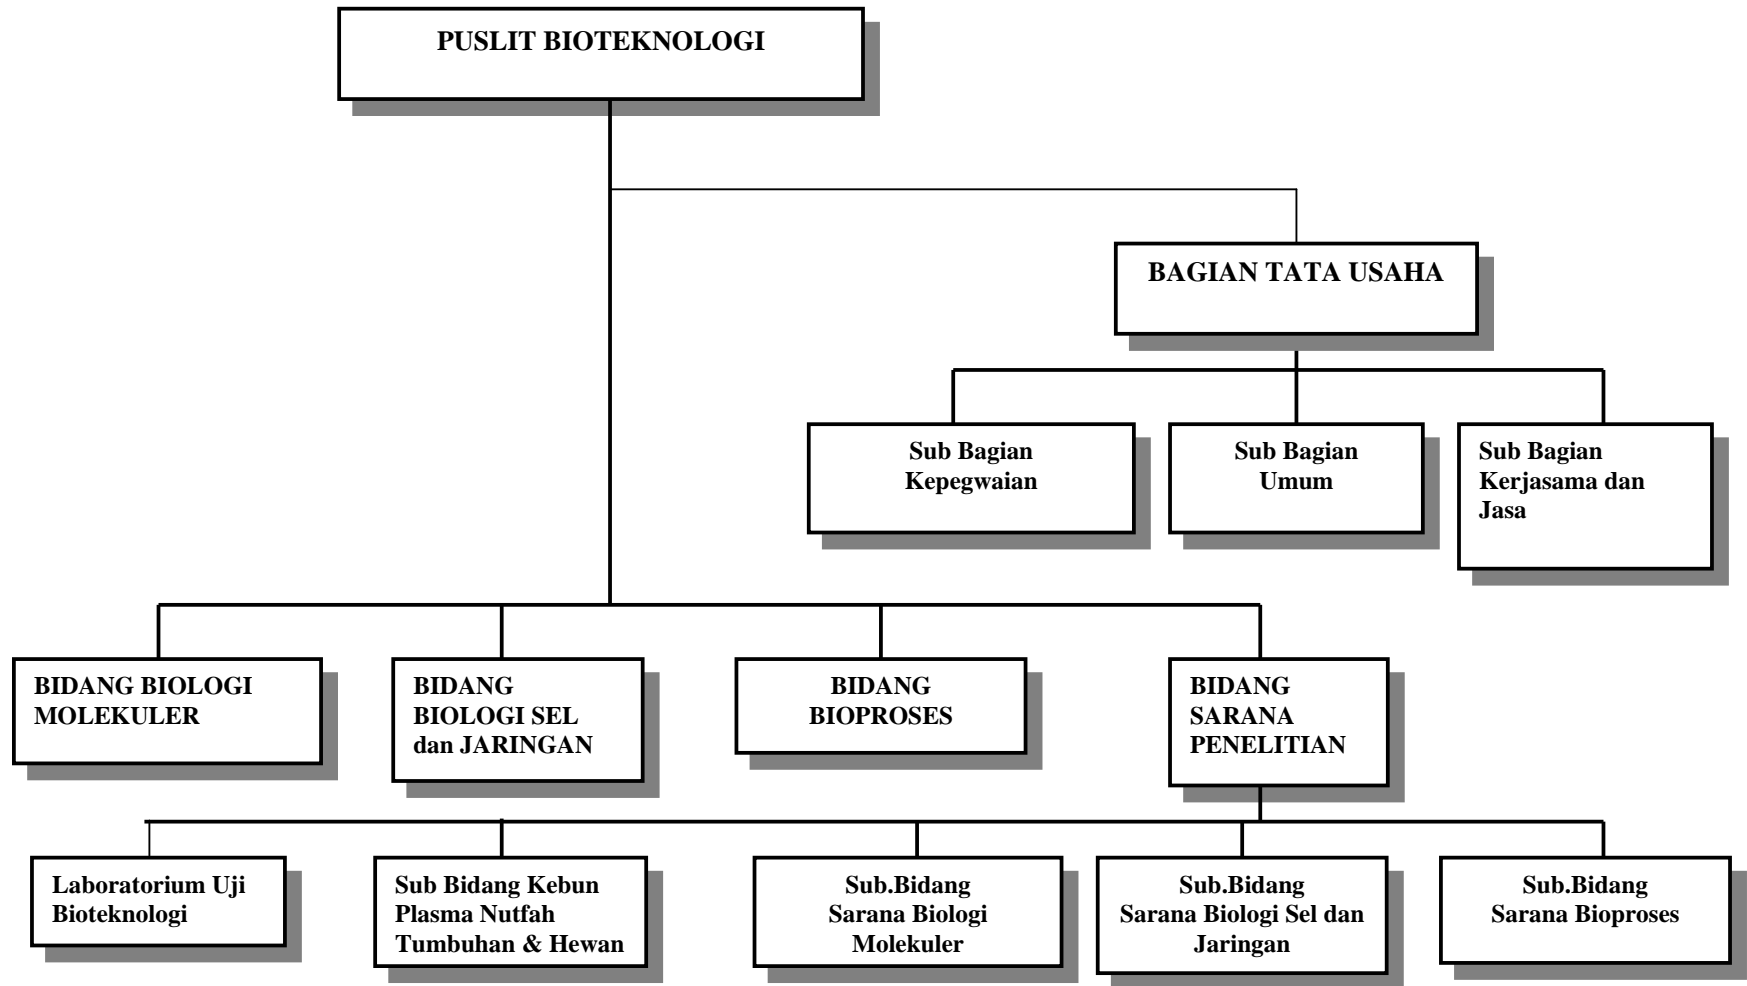 PUSLIT BIOTEKNOLOGI
BAGIAN TATA USAHA
Sub Bagian
Kepegwaian
Sub Bagian
Umum
Sub Bagian
Kerjasama dan
Jasa
BIDANG BIOLOGI
MOLEKULER
BIDANG
BIOLOGI SEL
dan JARINGAN
BIDANG
BIOPROSES
BIDANG
SARANA
PENELITIAN
Laboratorium Uji
Bioteknologi
Sub Bidang Kebun
Plasma Nutfah
Tumbuhan & Hewan
Sub.Bidang
Sarana Biologi
Molekuler
Sub.Bidang
Sarana Biologi Sel dan
Jaringan
Sub.Bidang
Sarana Bioproses